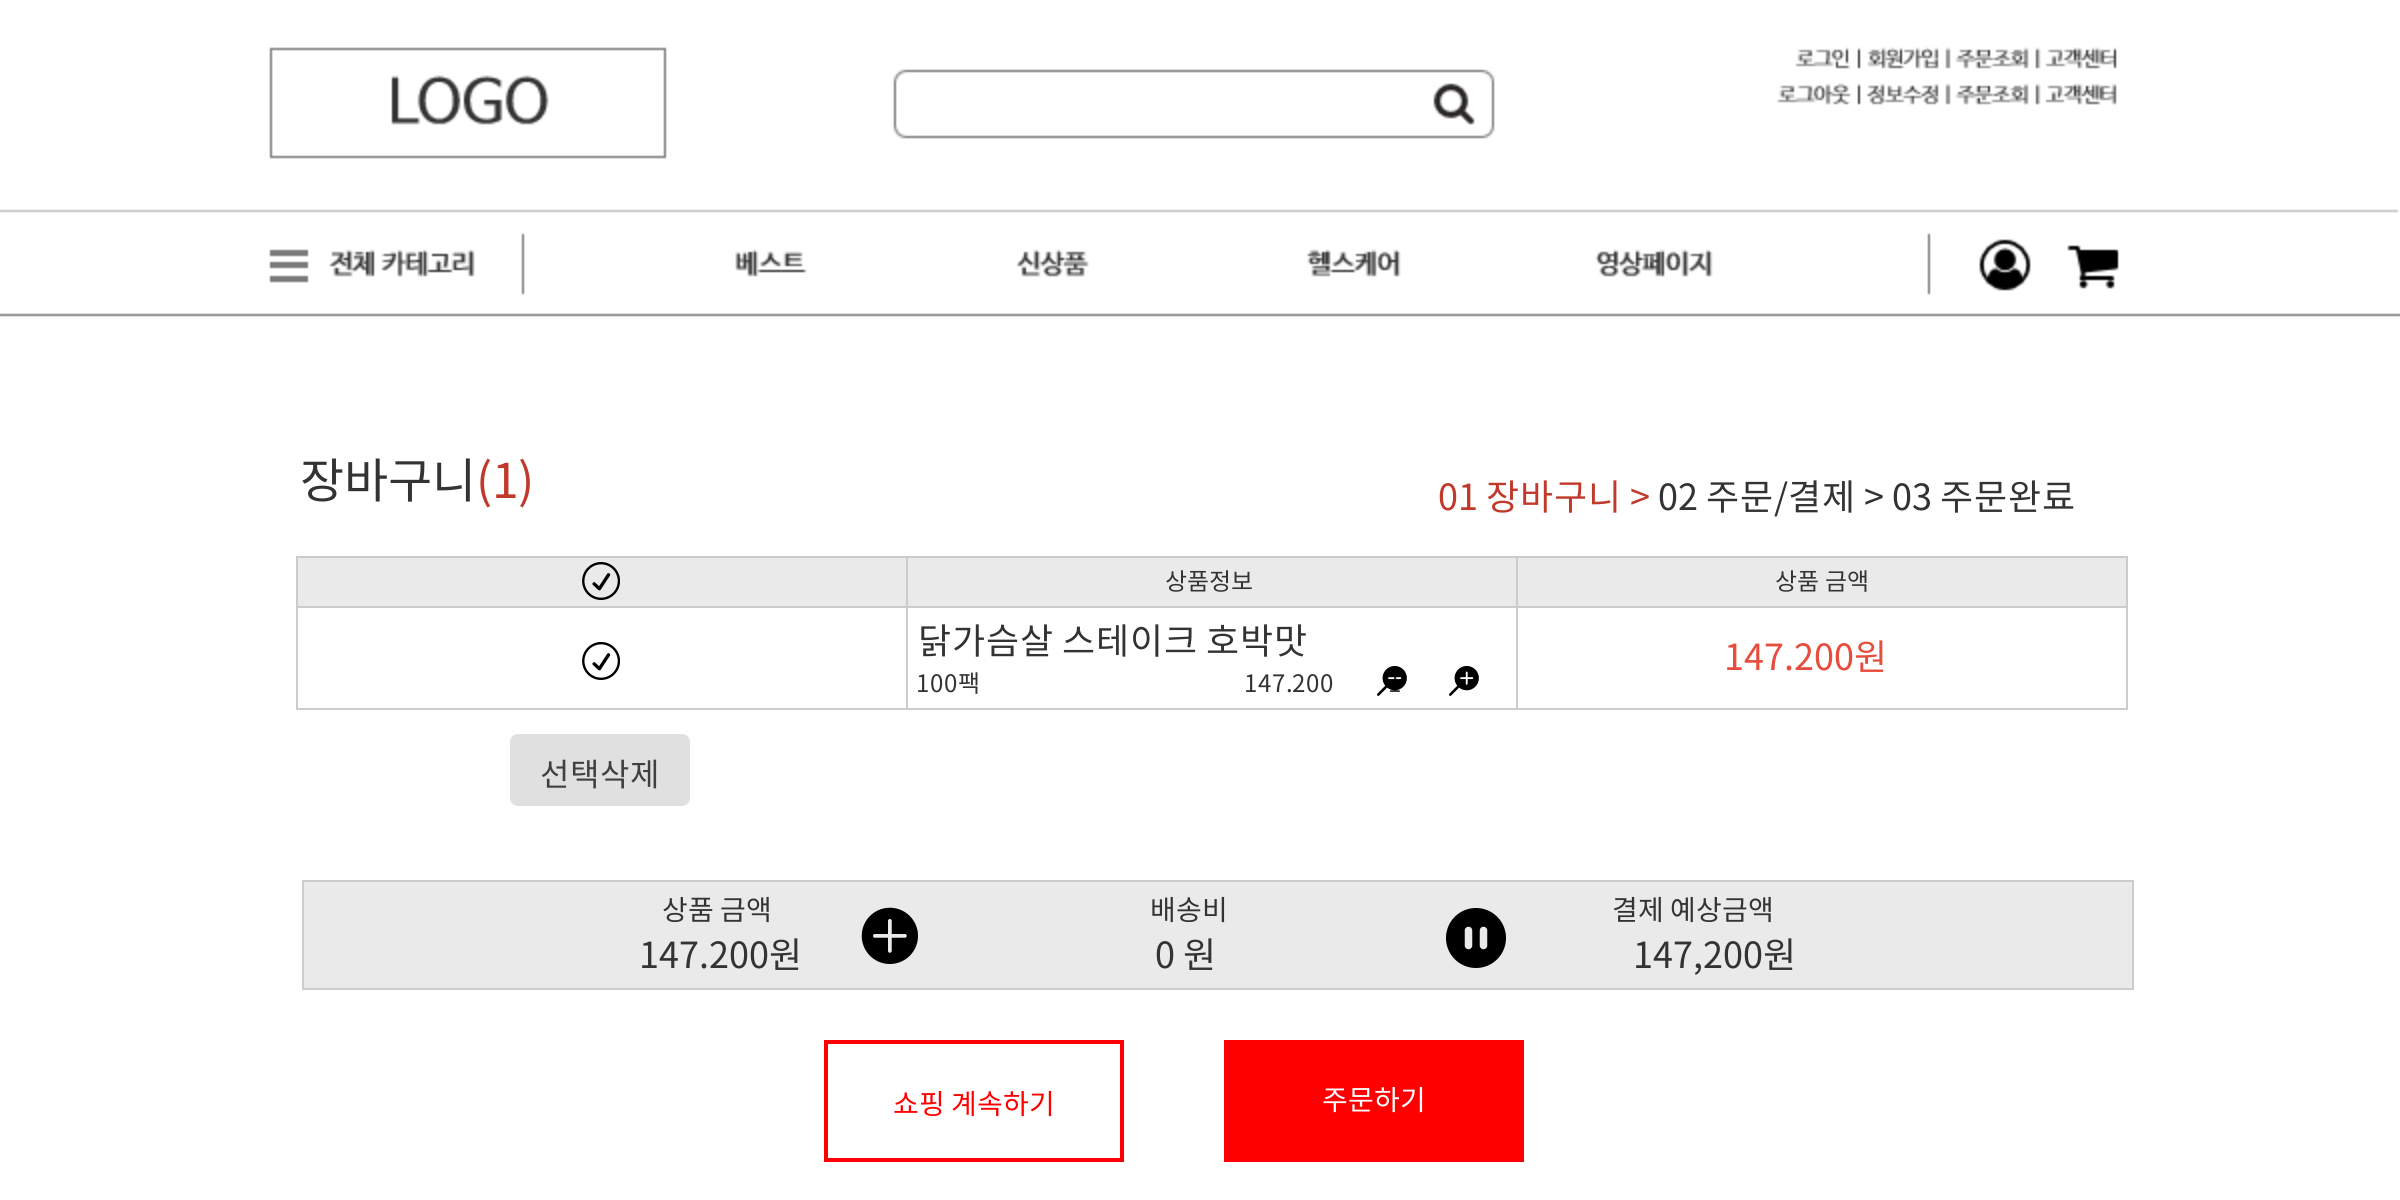 LOGO
로그인 | 회원가입 | 주문조회 | 고객센터
로그아웃 | 정보수정 | 주문조회 | 고객센터
전체 카테고리
베스트
신상품
헬스케어
영상페이지
장바구니(1)
01 장바구니 > 02 주문/결제 > 03 주문완료
상품정보
상품 금액
닭가슴살 스테이크 호박맛
100팩
147.200
147.200원
선택삭제
상품 금액
147.200원
배송비
0 원
결제 예상금액
147,200원
쇼핑 계속하기
주문하기